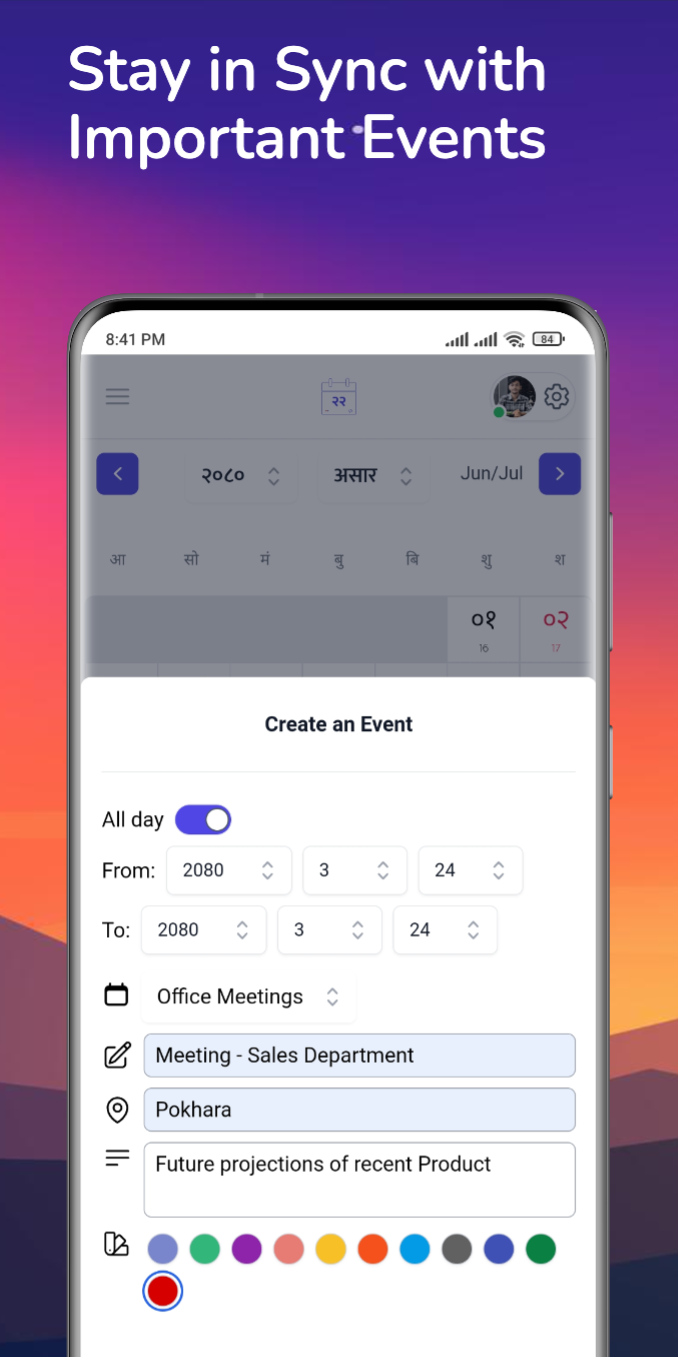 Stay in Sync with
Important Events
8:41 PM 84
२२
२०८० असार Jun/Jul
आ सो मं बु बि शु श
०१ ०२
16 17
Create an Event
All day
From: 2080 3 24
To: 2080 3 24
Office Meetings
Meeting - Sales Department
Pokhara
Future projections of recent Product